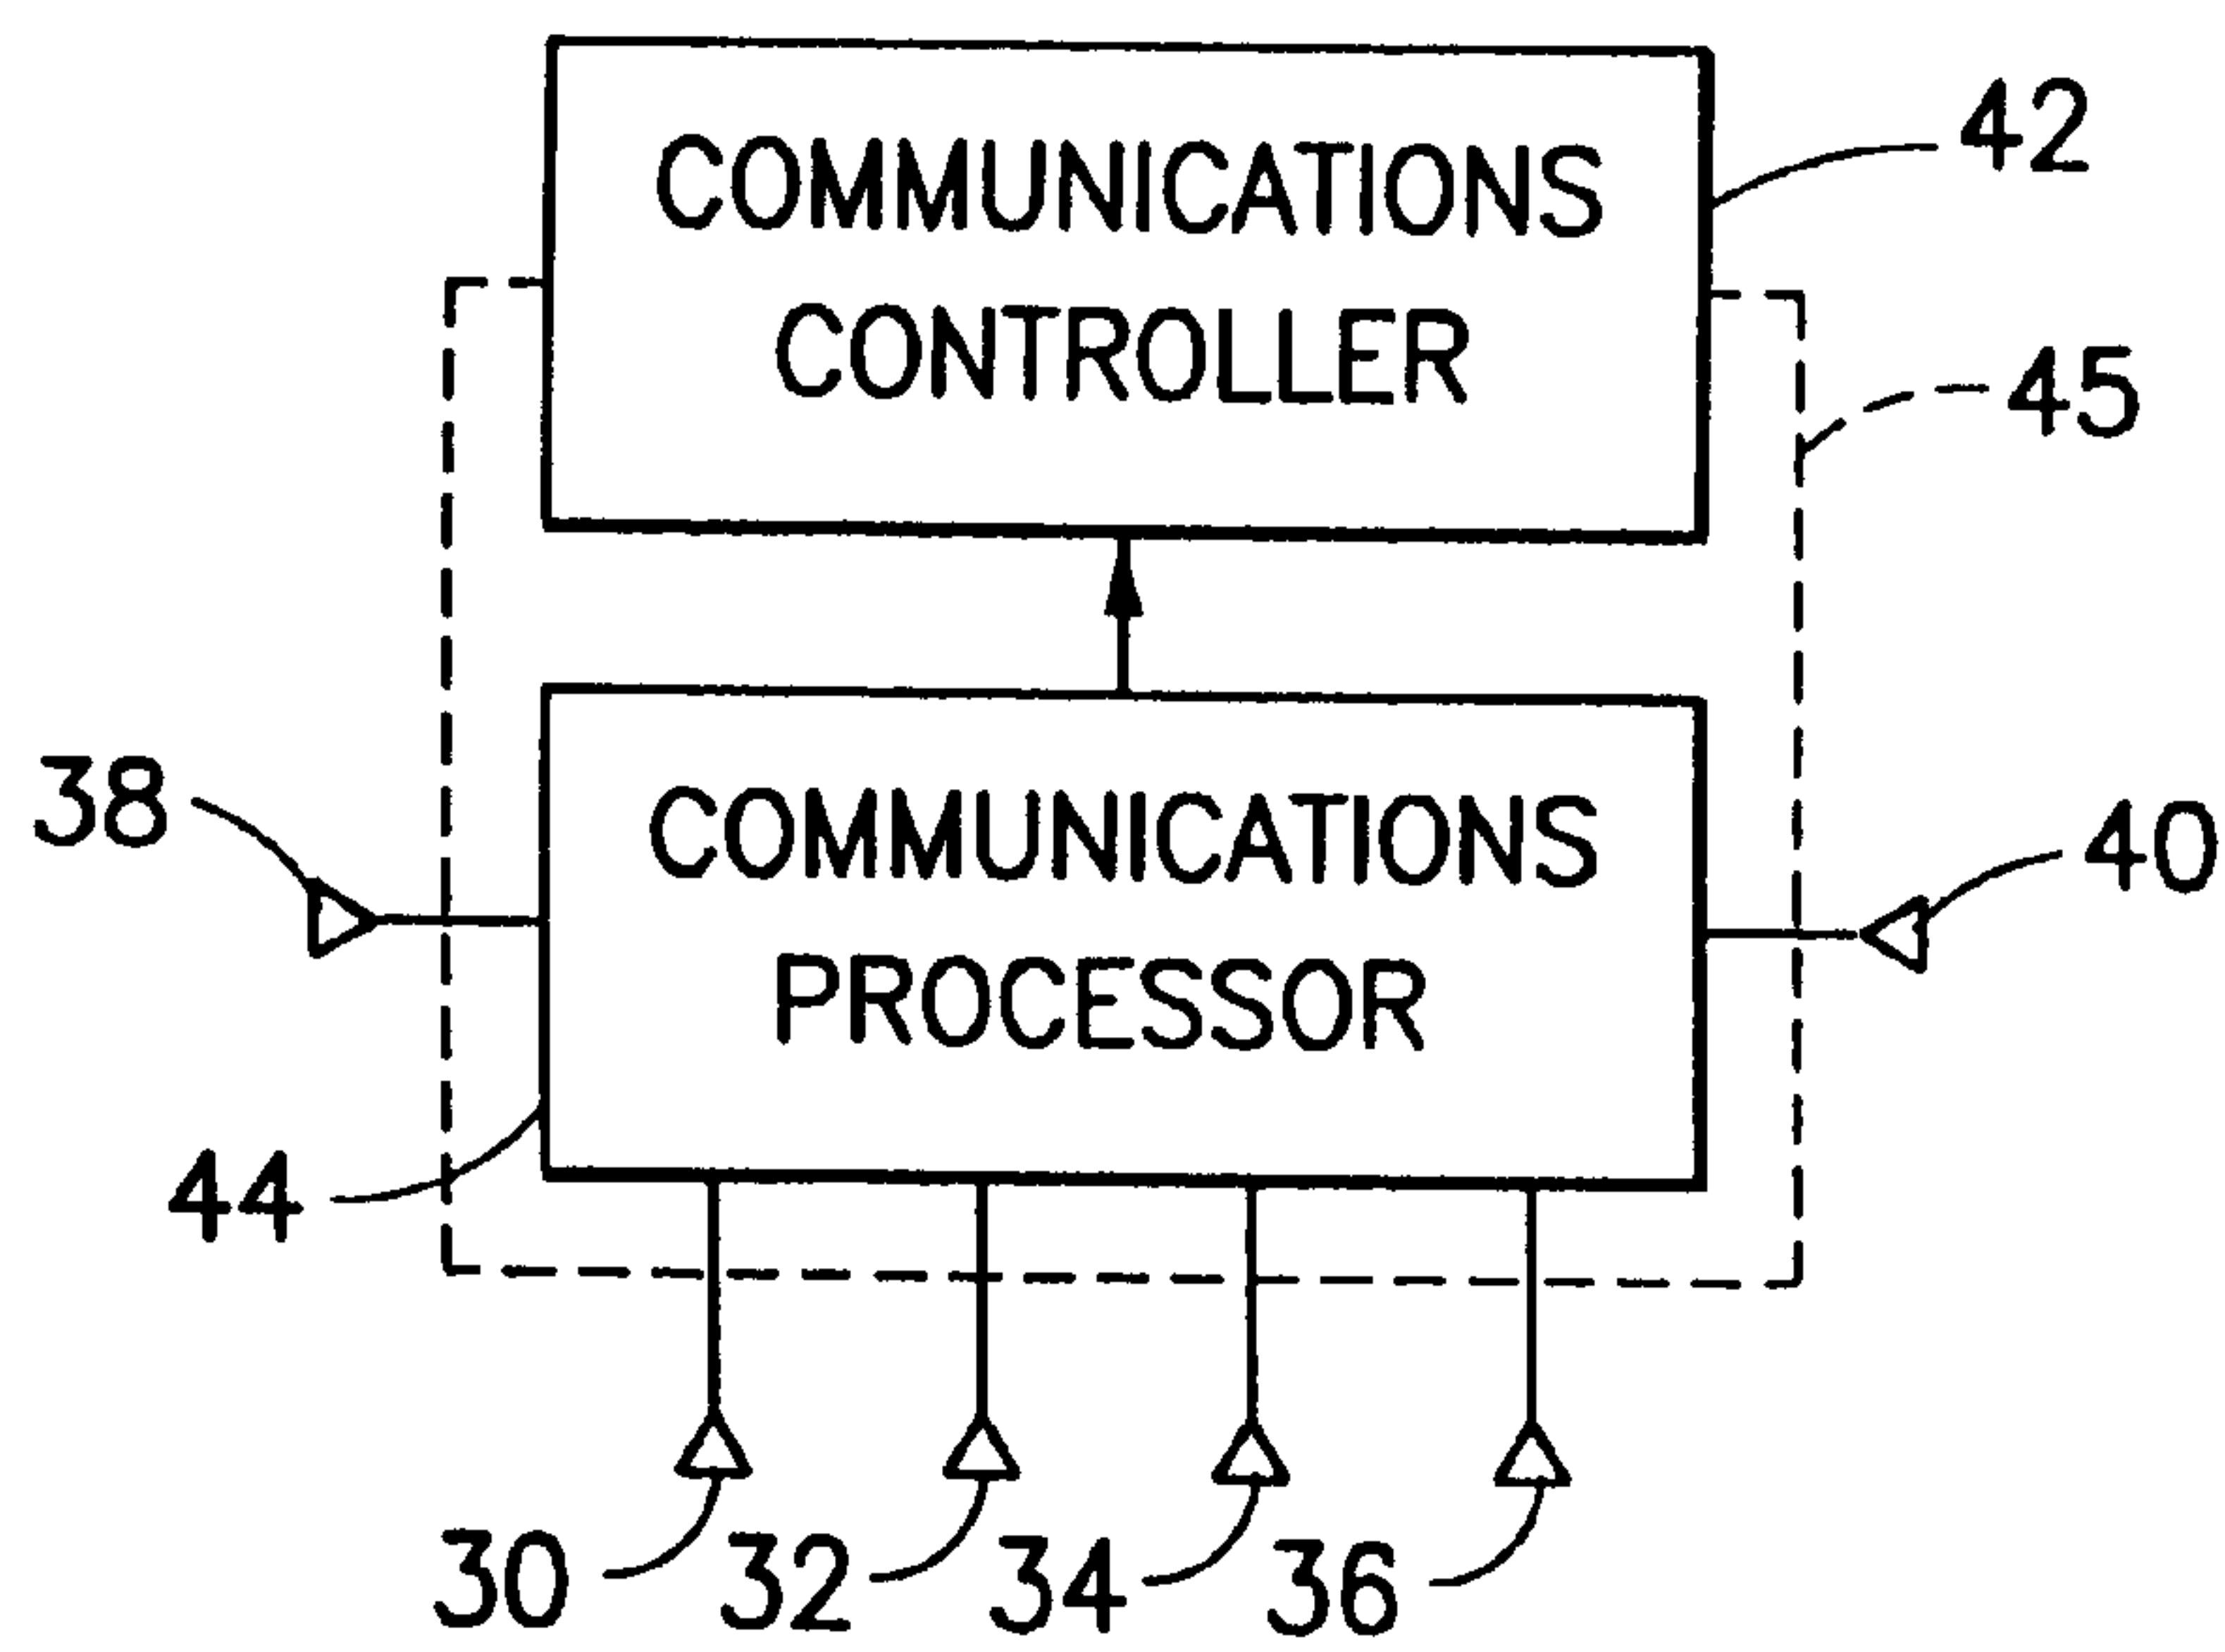 COMMUNICATIONS
CONTROLLER
42
45
COMMUNICATIONS
PROCESSOR
38
40
44
30
32
34
36